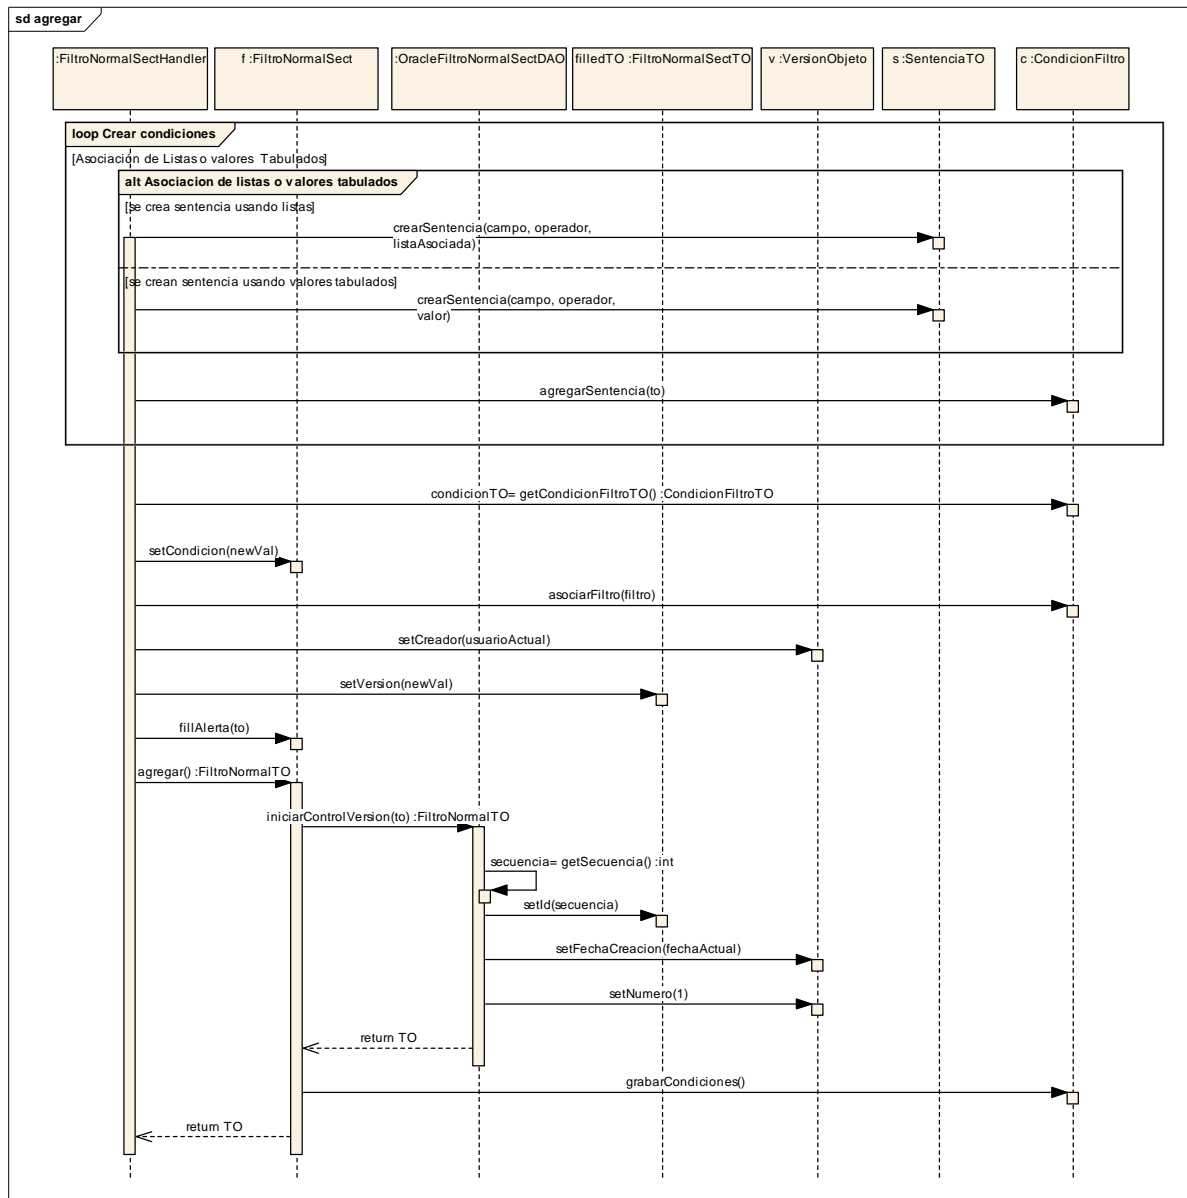 sd agregar
:FiltroNormalSectHandler
f :FiltroNormalSect
:OracleFiltroNormalSectDAO
filledTO :FiltroNormalSectTO
v :VersionObjeto
s :SentenciaTO
c :CondicionFiltro
loop Crear condiciones
[Asociación de Listas o valores Tabulados]
alt Asociacion de listas o valores tabulados
[se crea sentencia usando listas]
crearSentencia(campo, operador,
listaAsociada)
[se crean sentencia usando valores tabulados]
crearSentencia(campo, operador,
valor)
agregarSentencia(to)
condicionTO= getCondicionFiltroTO() :CondicionFiltroTO
setCondicion(newVal)
asociarFiltro(filtro)
setCreador(usuarioActual)
setVersion(newVal)
fillAlerta(to)
agregar() :FiltroNormalTO
iniciarControlVersion(to) :FiltroNormalTO
secuencia= getSecuencia() :int
setId(secuencia)
setFechaCreacion(fechaActual)
setNumero(1)
return TO
grabarCondiciones()
return TO